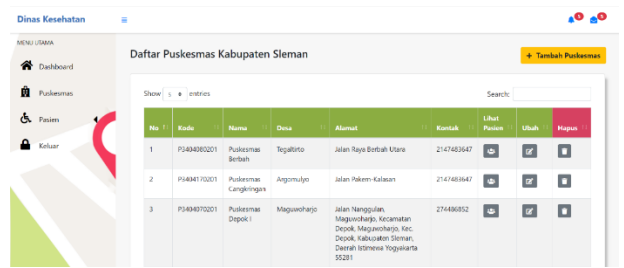 Dinas Kesehatan
5
5
MENU UTAMA
Dashboard
Puskesmas
Pasien
Keluar
Daftar Puskesmas Kabupaten Sleman
+ Tambah Puskesmas
Show 5 entries
Search:
No Kode Nama Desa Alamat Kontak Lihat Pasien Ubah Hapus
1 P3404080201 Puskesmas Berbah Tegaltirto Jalan Raya Berbah Utara 2147483647
2 P3404170201 Puskesmas Cangkringan Argomulyo Jalan Pakem-Kalasan 2147483647
3 P3404070201 Puskesmas Depok I Maguwoharjo Jalan Nanggulan,
Maguwoharjo, Kecamatan
Depok, Maguwoharjo, Kec.
Depok, Kabupaten Sleman,
Daerah Istimewa Yogyakarta
55281
274486852